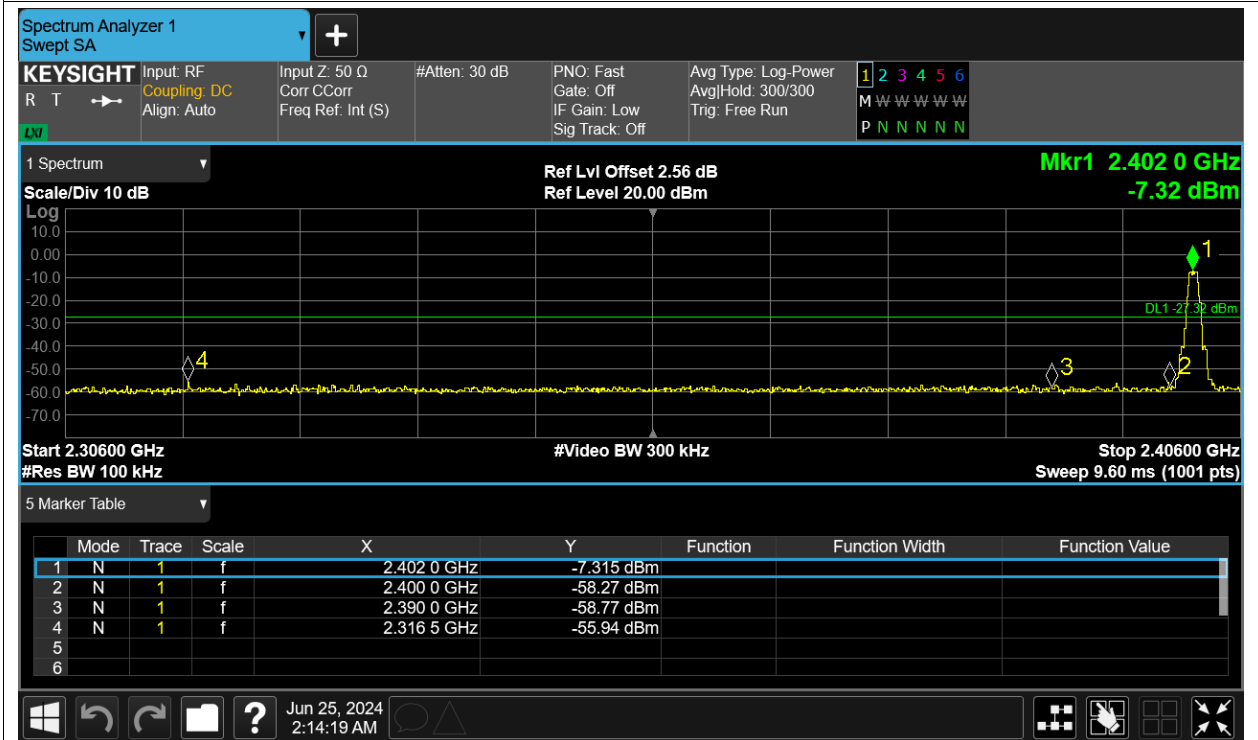 Spectrum Analyzer 1
Swept SA
+
KEYSIGHT
R T
LXI
Input: RF
Coupling: DC
Align: Auto
Input Z: 50 Ω
Corr CCorr
Freq Ref: Int (S)
#Atten: 30 dB
PNO: Fast
Gate: Off
IF Gain: Low
Sig Track: Off
Avg Type: Log-Power
Avg|Hold: 300/300
Trig: Free Run
1 2 3 4 5 6
M W W W W W
P N N N N N
1 Spectrum
Scale/Div 10 dB
Ref Lvl Offset 2.56 dB
Ref Level 20.00 dBm
Mkr1 2.402 0 GHz
-7.32 dBm
Log
10.0
0.00
-10.0
-20.0
-30.0
-40.0
-50.0
-60.0
-70.0
1
DL1 -27.32 dBm
4
3
2
Start 2.30600 GHz
#Res BW 100 kHz
#Video BW 300 kHz
Stop 2.40600 GHz
Sweep 9.60 ms (1001 pts)
5 Marker Table
Mode Trace Scale X Y Function Function Width Function Value
1 N 1 f 2.402 0 GHz -7.315 dBm
2 N 1 f 2.400 0 GHz -58.27 dBm
3 N 1 f 2.390 0 GHz -58.77 dBm
4 N 1 f 2.316 5 GHz -55.94 dBm
5
6
?
Jun 25, 2024
2:14:19 AM